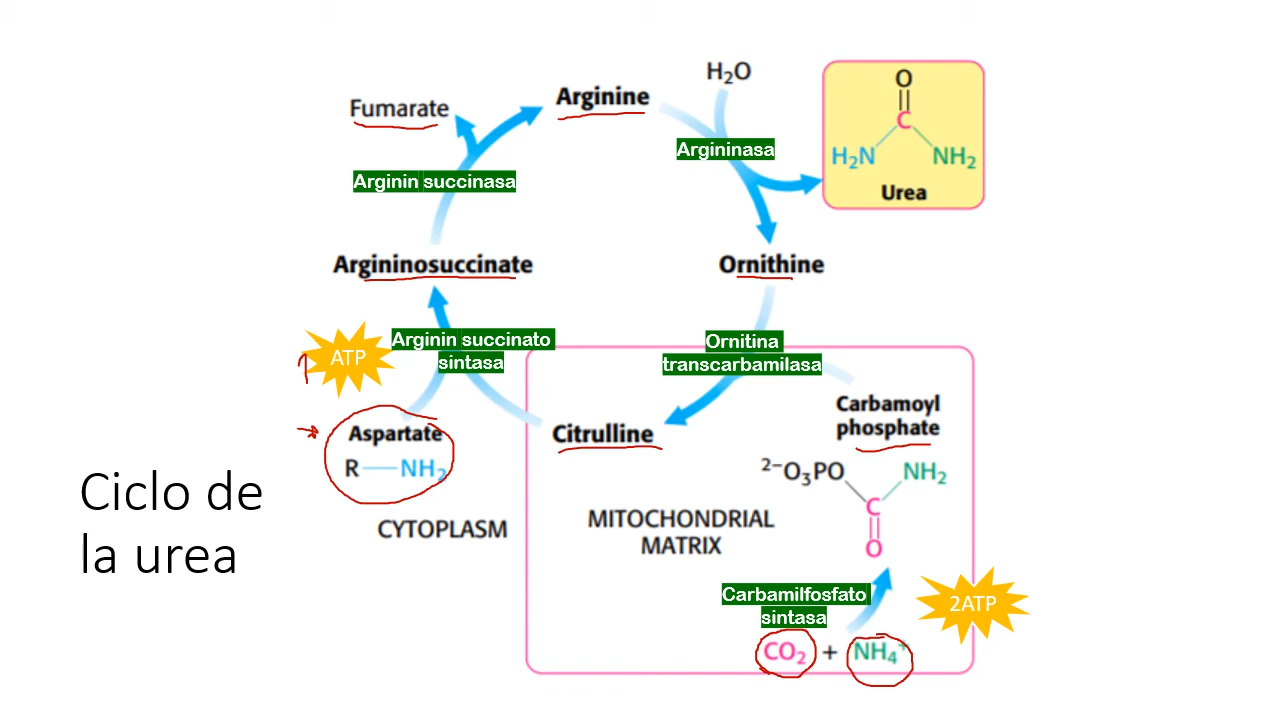 H₂O
Fumarate
Arginine
O
C
H₂N
NH₂
Urea
Argininasa
Arginin succinasa
Argininosuccinate
Ornithine
ATP
Arginin succinato
sintasa
Ornitina
transcarbamilasa
Aspartate
R—NH₂
Citrulline
Carbamoyl
phosphate
²⁻O₃PO
NH₂
C
O
Ciclo de
la urea
CYTOPLASM
MITOCHONDRIAL
MATRIX
Carbamilfosfato
sintasa
2ATP
CO₂ + NH₄⁺